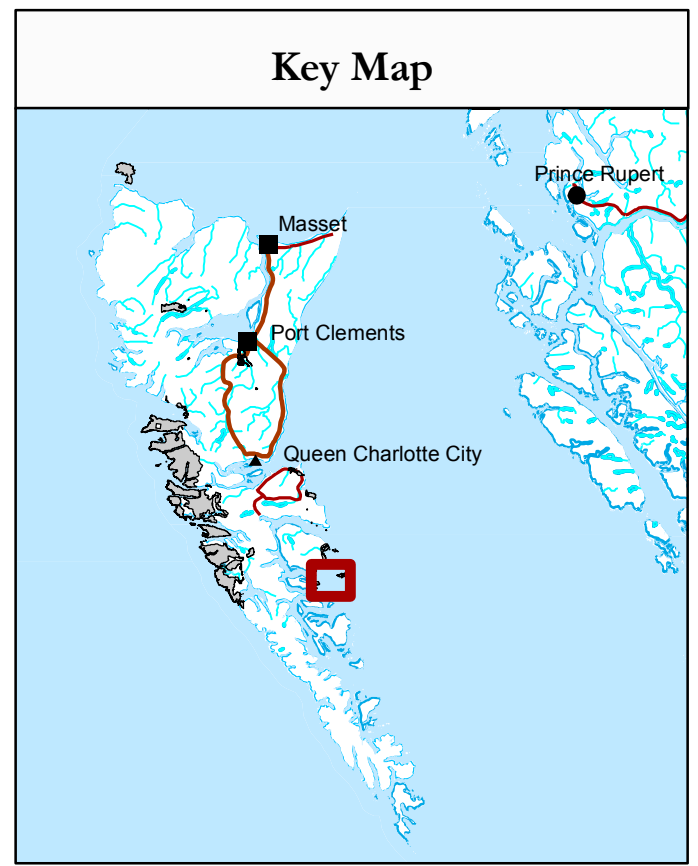 Key Map
Prince Rupert
Masset
Port Clements
Queen Charlotte City